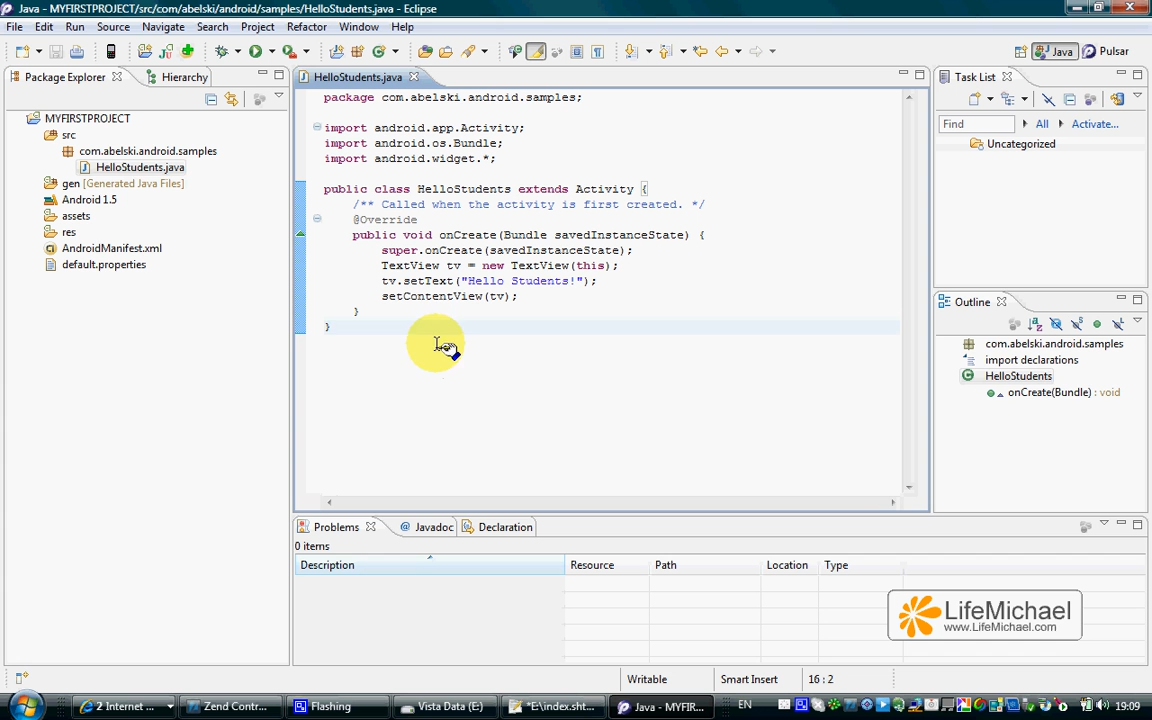 Java - MYFIRSTPROJECT/src/com/abelski/android/samples/HelloStudents.java - Eclipse
File Edit Run Source Navigate Search Project Refactor Window Help
Java Pulsar
Package Explorer Hierarchy
MYFIRSTPROJECT
src
com.abelski.android.samples
HelloStudents.java
gen [Generated Java Files]
Android 1.5
assets
res
AndroidManifest.xml
default.properties
HelloStudents.java
package com.abelski.android.samples;
import android.app.Activity;
import android.os.Bundle;
import android.widget.*;
public class HelloStudents extends Activity {
/** Called when the activity is first created. */
@Override
public void onCreate(Bundle savedInstanceState) {
super.onCreate(savedInstanceState);
TextView tv = new TextView(this);
tv.setText("Hello Students!");
setContentView(tv);
}
}
Task List
Find All Activate...
Uncategorized
Outline
com.abelski.android.samples
import declarations
HelloStudents
onCreate(Bundle) : void
Problems @ Javadoc Declaration
0 items
Description Resource Path Location Type
LifeMichael
www.LifeMichael.com
Writable Smart Insert 16 : 2
2 Internet ... Zend Contr... Flashing Vista Data (E:) *E:\index.sht... Java - MYFIR... EN 19:09